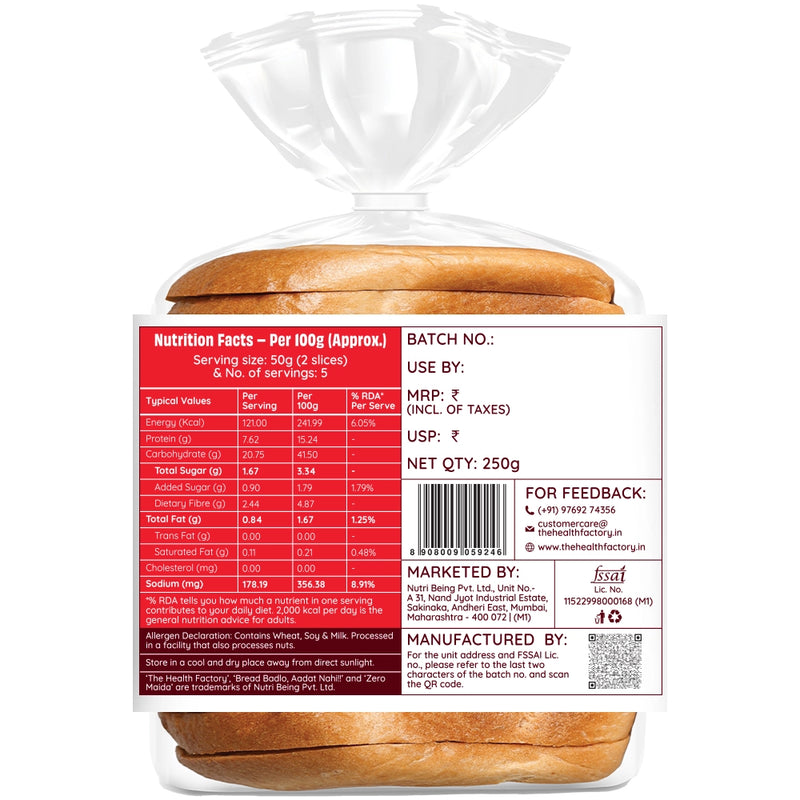 Nutrition Facts – Per 100g (Approx.)
Serving size: 50g (2 slices)
& No. of servings: 5
Typical Values Per Serving Per 100g % RDA* Per Serve
Energy (Kcal) 121.00 241.99 6.05%
Protein (g) 7.62 15.24 -
Carbohydrate (g) 20.75 41.50 -
Total Sugar (g) 1.67 3.34 -
Added Sugar (g) 0.90 1.79 1.79%
Dietary Fibre (g) 2.44 4.87 -
Total Fat (g) 0.84 1.67 1.25%
Trans Fat (g) 0.00 0.00 -
Saturated Fat (g) 0.11 0.21 0.48%
Cholesterol (mg) 0.00 0.00 -
Sodium (mg) 178.19 356.38 8.91%
*% RDA tells you how much a nutrient in one serving
contributes to your daily diet. 2,000 kcal per day is the
general nutrition advice for adults.
Allergen Declaration: Contains Wheat, Soy & Milk. Processed
in a facility that also processes nuts.
Store in a cool and dry place away from direct sunlight.
'The Health Factory', 'Bread Badlo, Aadat Nahi!!' and 'Zero
Maida' are trademarks of Nutri Being Pvt. Ltd.
BATCH NO.:
USE BY:
MRP: ₹
(INCL. OF TAXES)
USP: ₹
NET QTY: 250g
8 908009 059246
FOR FEEDBACK:
(+91) 97692 74356
customercare@
thehealthfactory.in
www.thehealthfactory.in
MARKETED BY:
Nutri Being Pvt. Ltd., Unit No.-
A 31, Nand Jyot Industrial Estate,
Sakinaka, Andheri East, Mumbai,
Maharashtra - 400 072 | (M1)
fssai
Lic. No.
11522998000168 (M1)
MANUFACTURED BY:
For the unit address and FSSAI Lic.
no., please refer to the last two
characters of the batch no. and scan
the QR code.